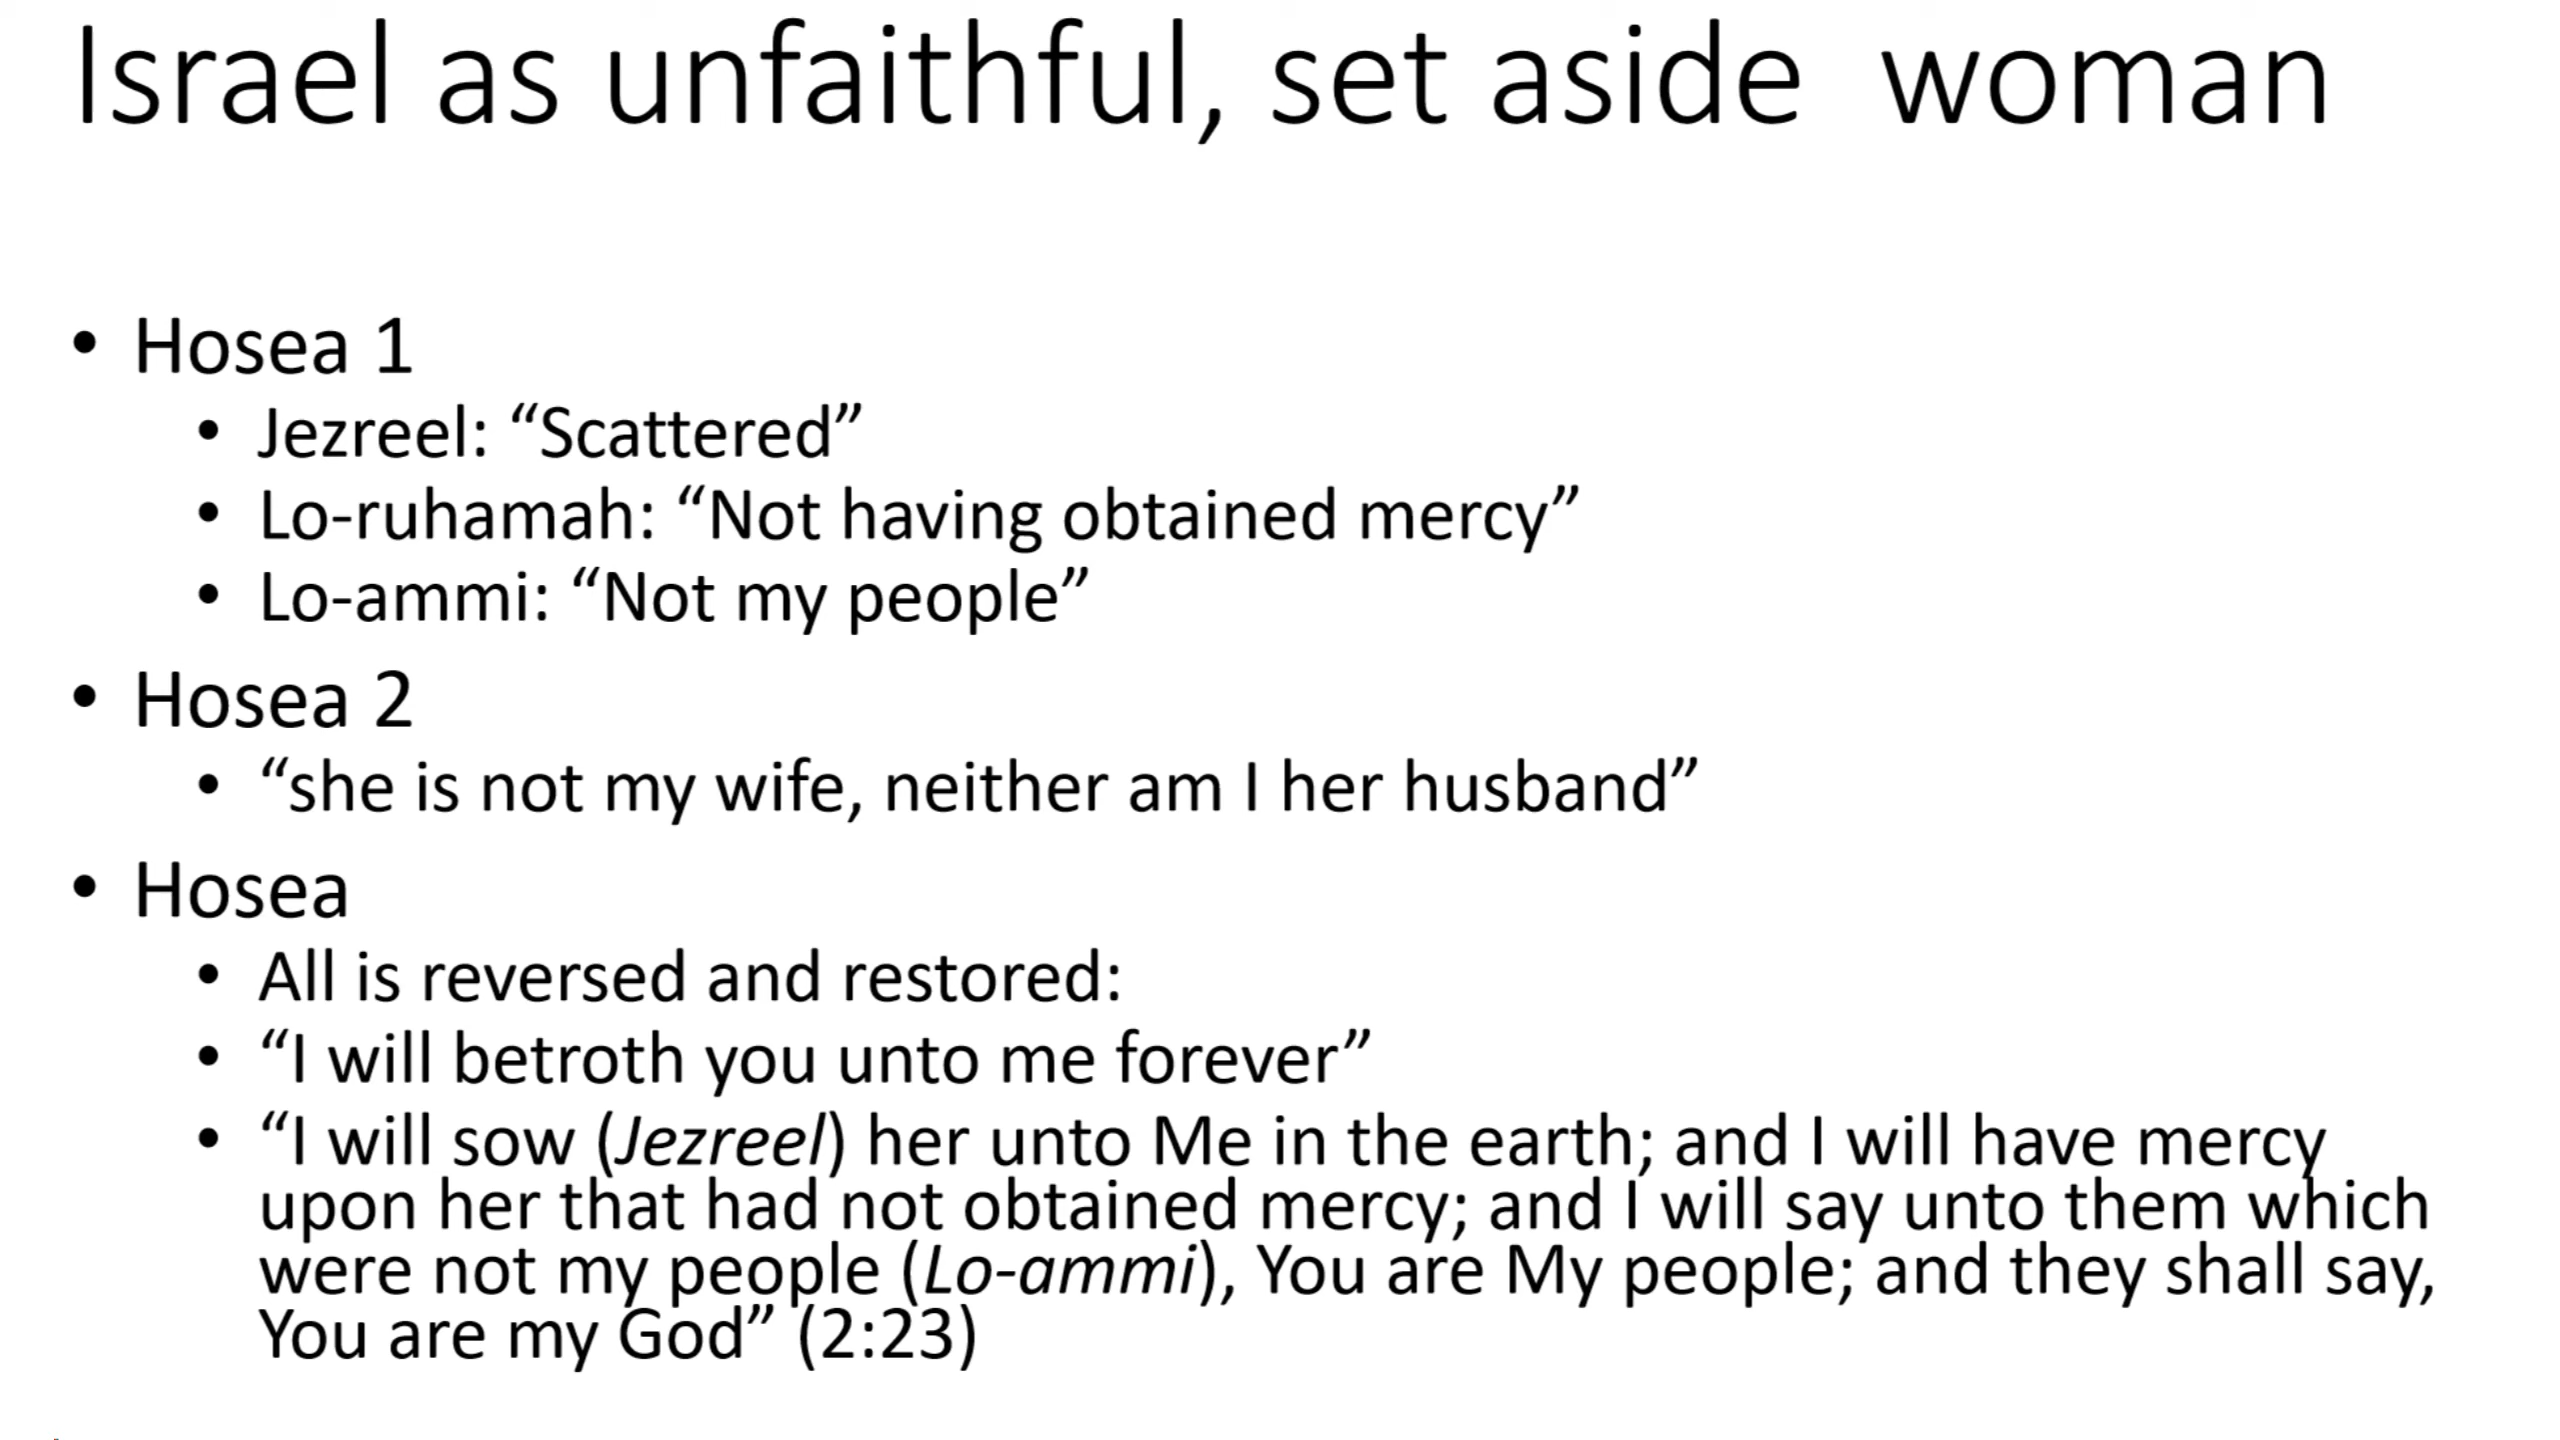 Israel as unfaithful, set aside  woman
• Hosea 1
• Jezreel: “Scattered”
• Lo-ruhamah: “Not having obtained mercy”
• Lo-ammi: “Not my people”
• Hosea 2
• “she is not my wife, neither am I her husband”
• Hosea
• All is reversed and restored:
• “I will betroth you unto me forever”
• “I will sow (Jezreel) her unto Me in the earth; and I will have mercy
upon her that had not obtained mercy; and I will say unto them which
were not my people (Lo-ammi), You are My people; and they shall say,
You are my God” (2:23)